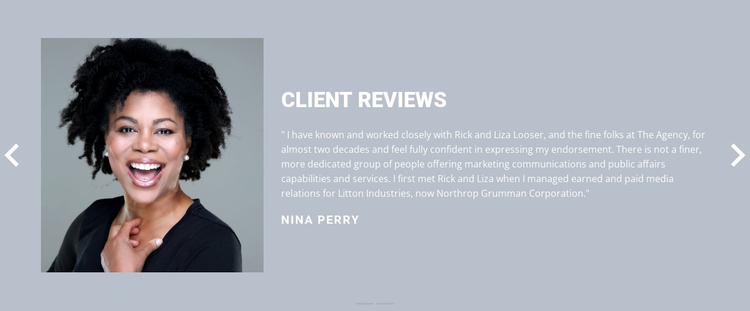 CLIENT REVIEWS
" I have known and worked closely with Rick and Liza Looser, and the fine folks at The Agency, for
almost two decades and feel fully confident in expressing my endorsement. There is not a finer,
more dedicated group of people offering marketing communications and public affairs
capabilities and services. I first met Rick and Liza when I managed earned and paid media
relations for Litton Industries, now Northrop Grumman Corporation."
NINA PERRY